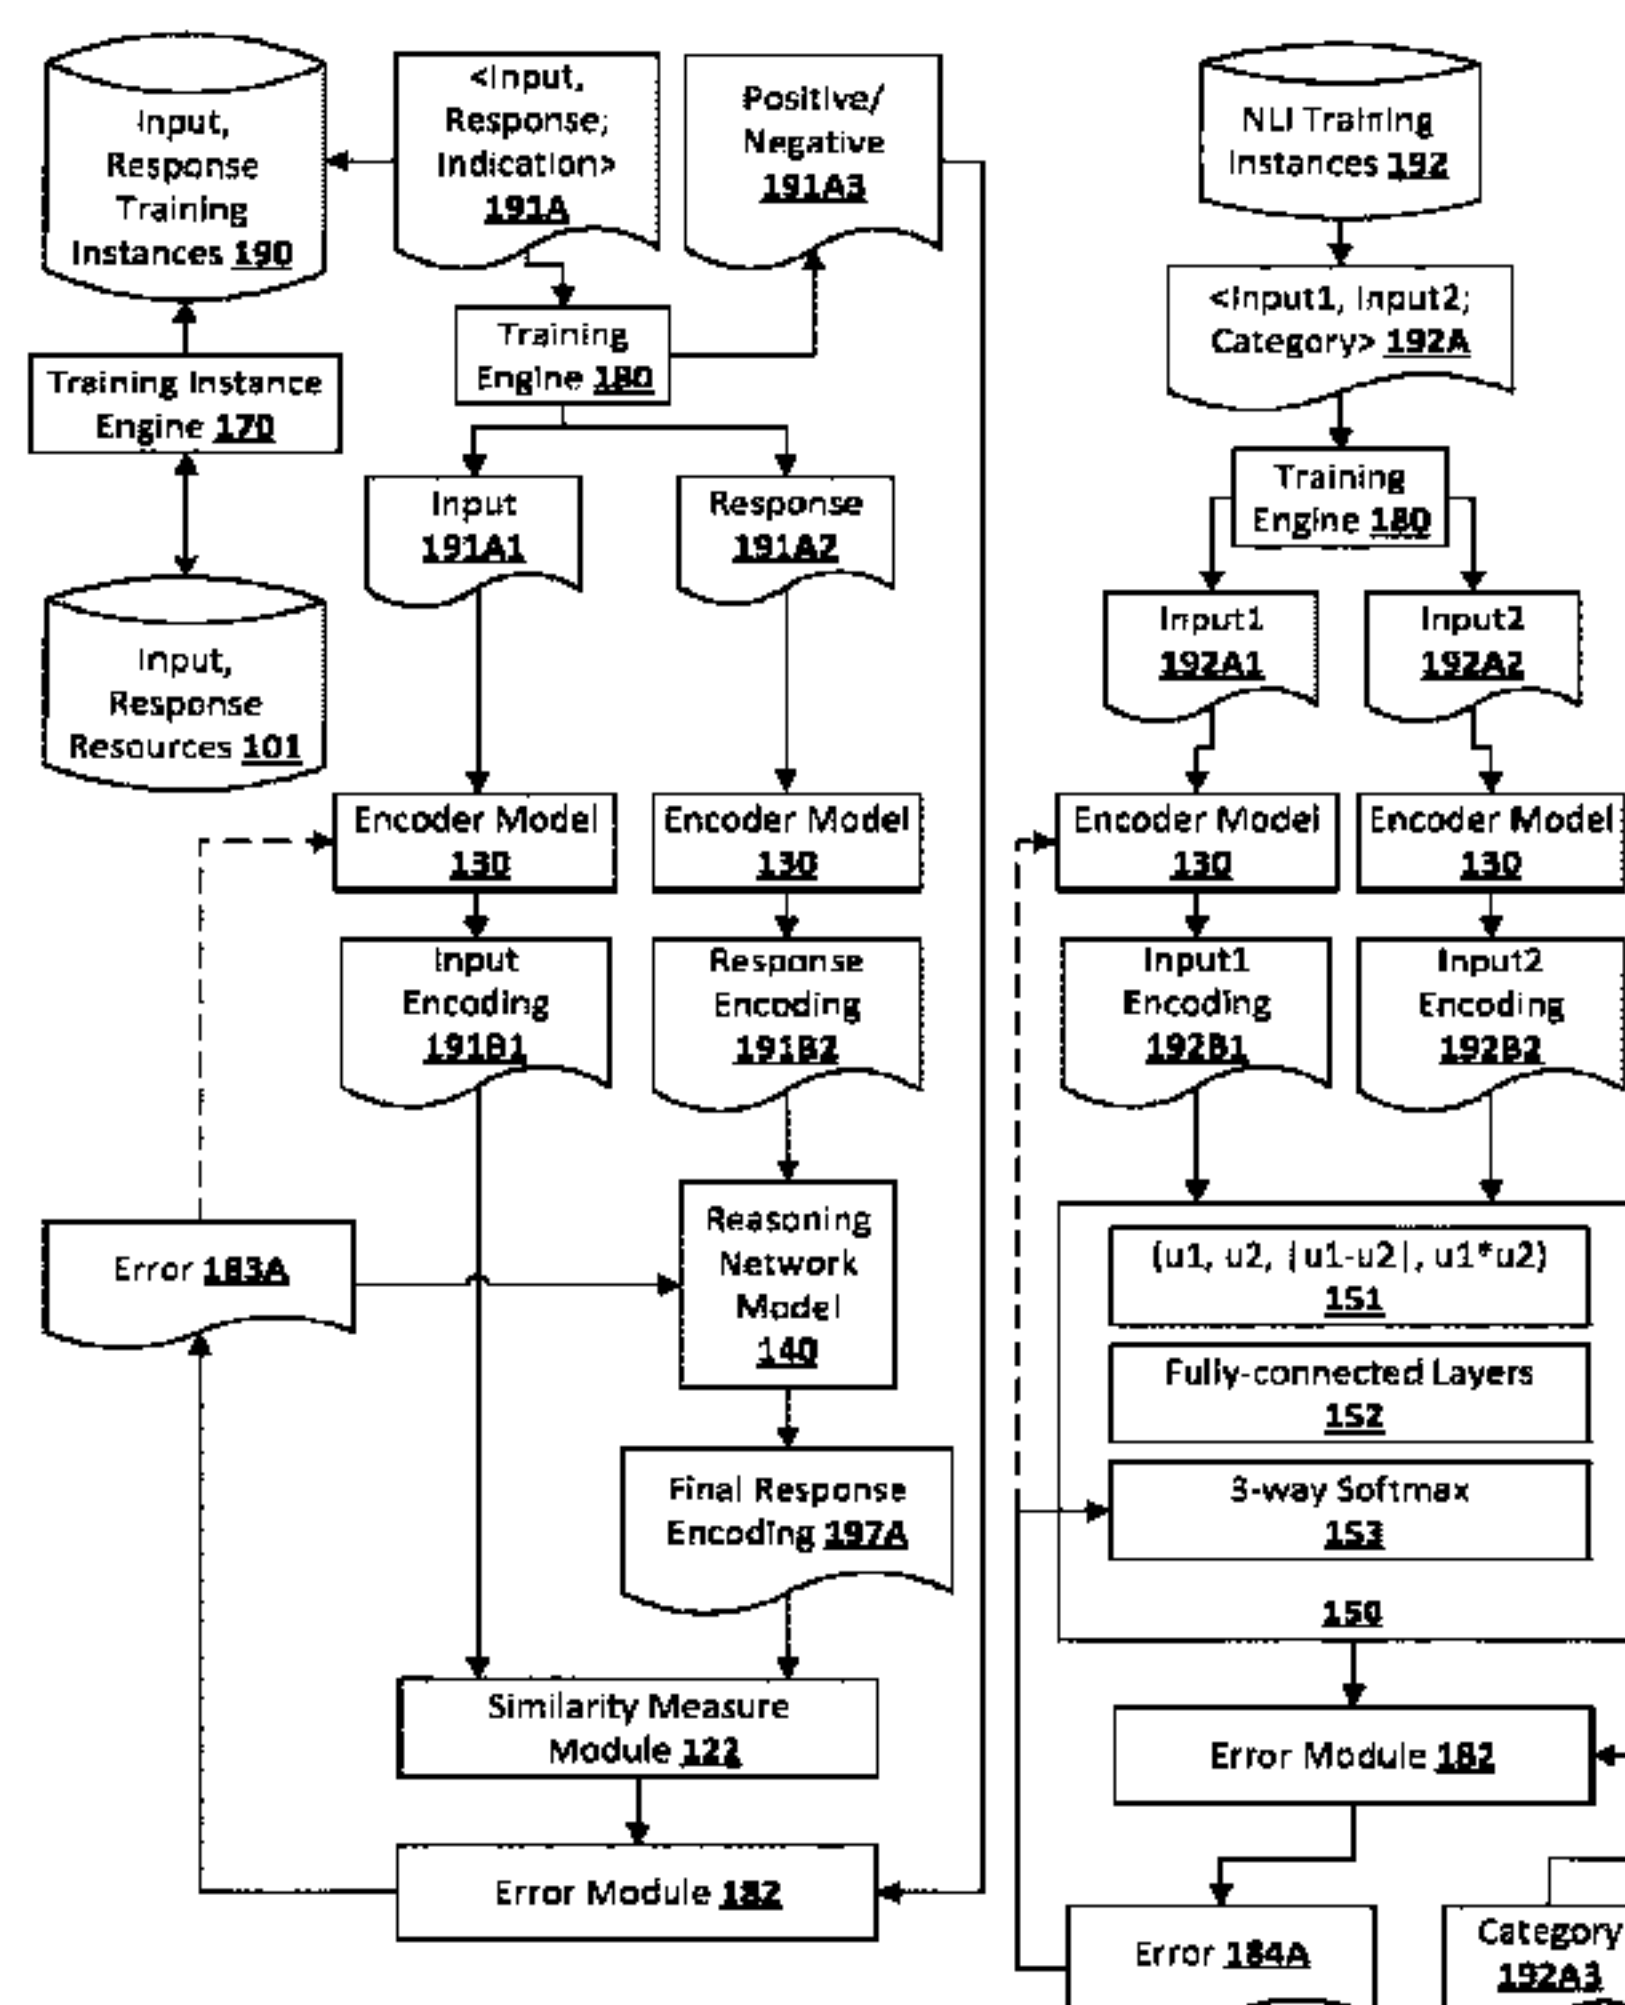 Input,
Response
Training
Instances 190
<Input,
Response;
Indication>
191A
Positive/
Negative
191A3
Training
Engine 180
Training Instance
Engine 170
Input
191A1
Response
191A2
Input,
Response
Resources 101
Encoder Model
130
Encoder Model
130
Input
Encoding
191B1
Response
Encoding
191B2
Error 183A
Reasoning
Network
Model
140
Final Response
Encoding 197A
Similarity Measure
Module 122
Error Module 182
NLI Training
Instances 192
<Input1, Input2;
Category> 192A
Training
Engine 180
Input1
192A1
Input2
192A2
Encoder Model
130
Encoder Model
130
Input1
Encoding
192B1
Input2
Encoding
192B2
(u1, u2, |u1-u2|, u1*u2)
151
Fully-connected Layers
152
3-way Softmax
153
150
Error Module 182
Error 184A
Category
192A3